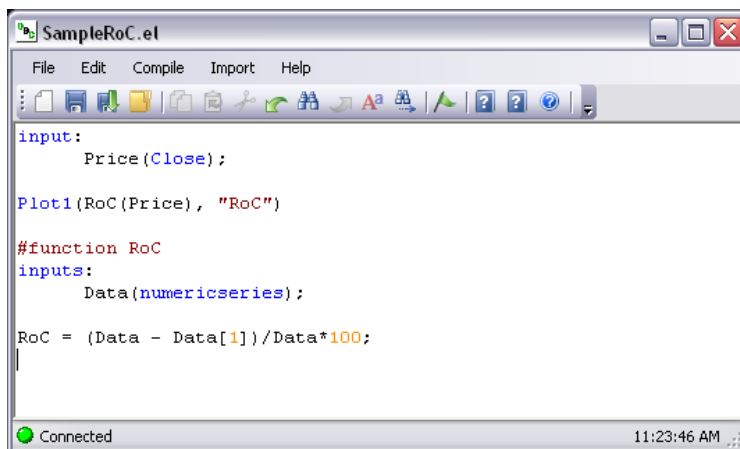 SampleRoC.el
File Edit Compile Import Help
input:
Price(Close);
Plot1(RoC(Price), "RoC")
#function RoC
inputs:
Data(numericseries);
RoC = (Data - Data[1])/Data*100;
Connected 11:23:46 AM